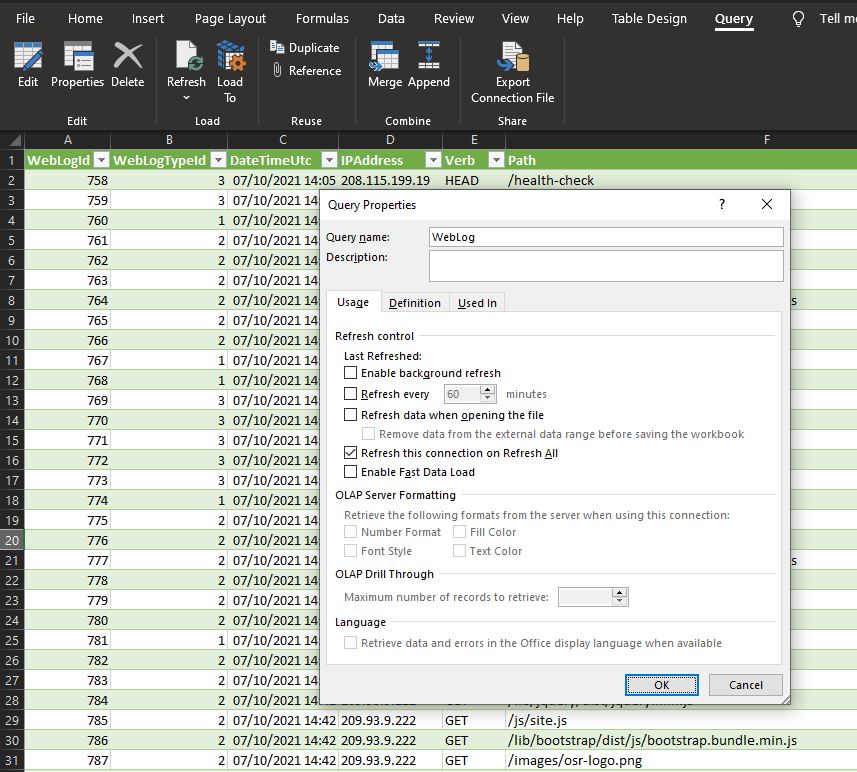 File Home Insert Page Layout Formulas Data Review View Help Table Design Query Tell me
Edit Properties Delete Refresh Load To Duplicate Reference Merge Append Export Connection File
Edit Load Reuse Combine Share
A B C D E F
1 WebLogId WebLogTypeId DateTimeUtc IPAddress Verb Path
2 758 3 07/10/2021 14:05 208.115.199.19 HEAD /health-check
3 759 3 07/10/2021 14:
4 760 1 07/10/2021 14:
5 761 2 07/10/2021 14:
6 762 2 07/10/2021 14:
7 763 2 07/10/2021 14:
8 764 2 07/10/2021 14: s
9 765 2 07/10/2021 14:
10 766 2 07/10/2021 14:
11 767 1 07/10/2021 14:
12 768 1 07/10/2021 14:
13 769 3 07/10/2021 14:
14 770 3 07/10/2021 14:
15 771 3 07/10/2021 14:
16 772 3 07/10/2021 14:
17 773 3 07/10/2021 14:
18 774 1 07/10/2021 14:
19 775 2 07/10/2021 14:
20 776 2 07/10/2021 14:
21 777 2 07/10/2021 14: s
22 778 2 07/10/2021 14:
23 779 2 07/10/2021 14:
24 780 2 07/10/2021 14:
25 781 1 07/10/2021 14:
26 782 2 07/10/2021 14:
27 783 2 07/10/2021 14:
28 784 2 07/10/2021 14:
29 785 2 07/10/2021 14:42 209.93.9.222 GET /js/site.js
30 786 2 07/10/2021 14:42 209.93.9.222 GET /lib/bootstrap/dist/js/bootstrap.bundle.min.js
31 787 2 07/10/2021 14:42 209.93.9.222 GET /images/osr-logo.png
Query Properties ?
Query name: WebLog
Description:
Usage Definition Used In
Refresh control
Last Refreshed:
Enable background refresh
Refresh every 60 minutes
Refresh data when opening the file
Remove data from the external data range before saving the workbook
Refresh this connection on Refresh All
Enable Fast Data Load
OLAP Server Formatting
Retrieve the following formats from the server when using this connection:
Number Format Fill Color
Font Style Text Color
OLAP Drill Through
Maximum number of records to retrieve:
Language
Retrieve data and errors in the Office display language when available
OK Cancel